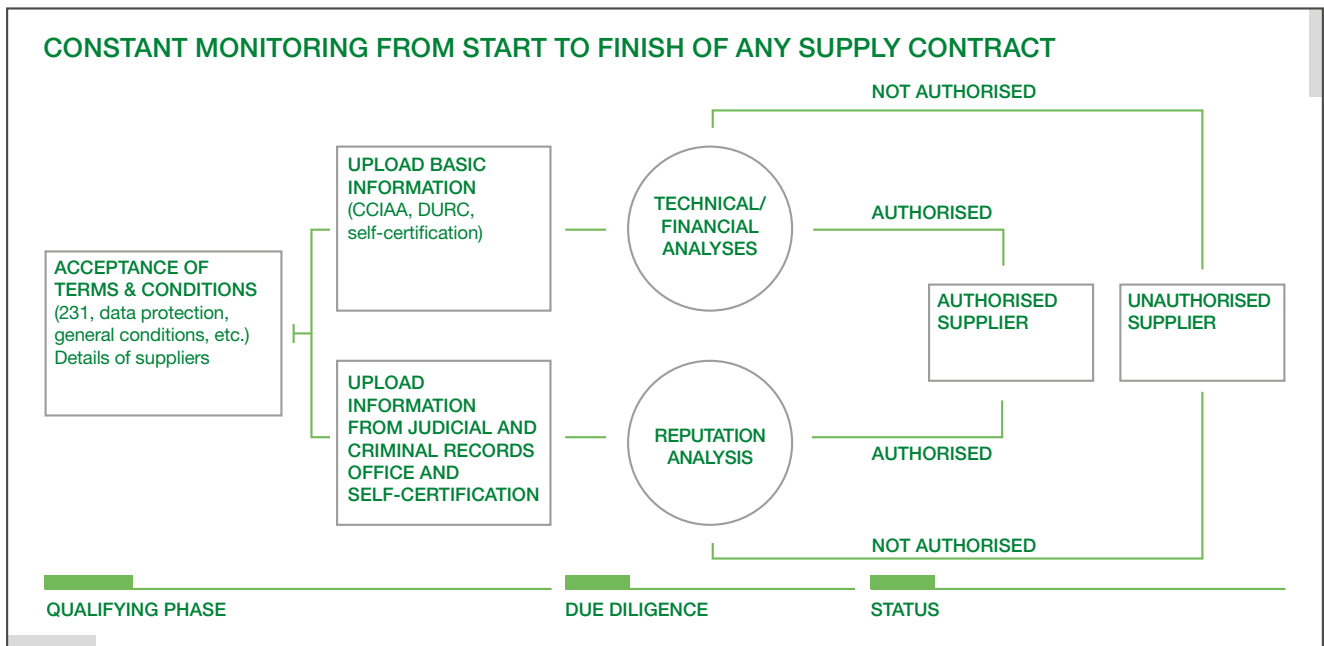 CONSTANT MONITORING FROM START TO FINISH OF ANY SUPPLY CONTRACT
NOT AUTHORISED
UPLOAD BASIC
INFORMATION
(CCIAA, DURC,
self-certification)
TECHNICAL/
FINANCIAL
ANALYSES
AUTHORISED
ACCEPTANCE OF
TERMS & CONDITIONS
(231, data protection,
general conditions, etc.)
Details of suppliers
AUTHORISED
SUPPLIER
UNAUTHORISED
SUPPLIER
UPLOAD
INFORMATION
FROM JUDICIAL AND
CRIMINAL RECORDS
OFFICE AND
SELF-CERTIFICATION
REPUTATION
ANALYSIS
AUTHORISED
NOT AUTHORISED
QUALIFYING PHASE
DUE DILIGENCE
STATUS